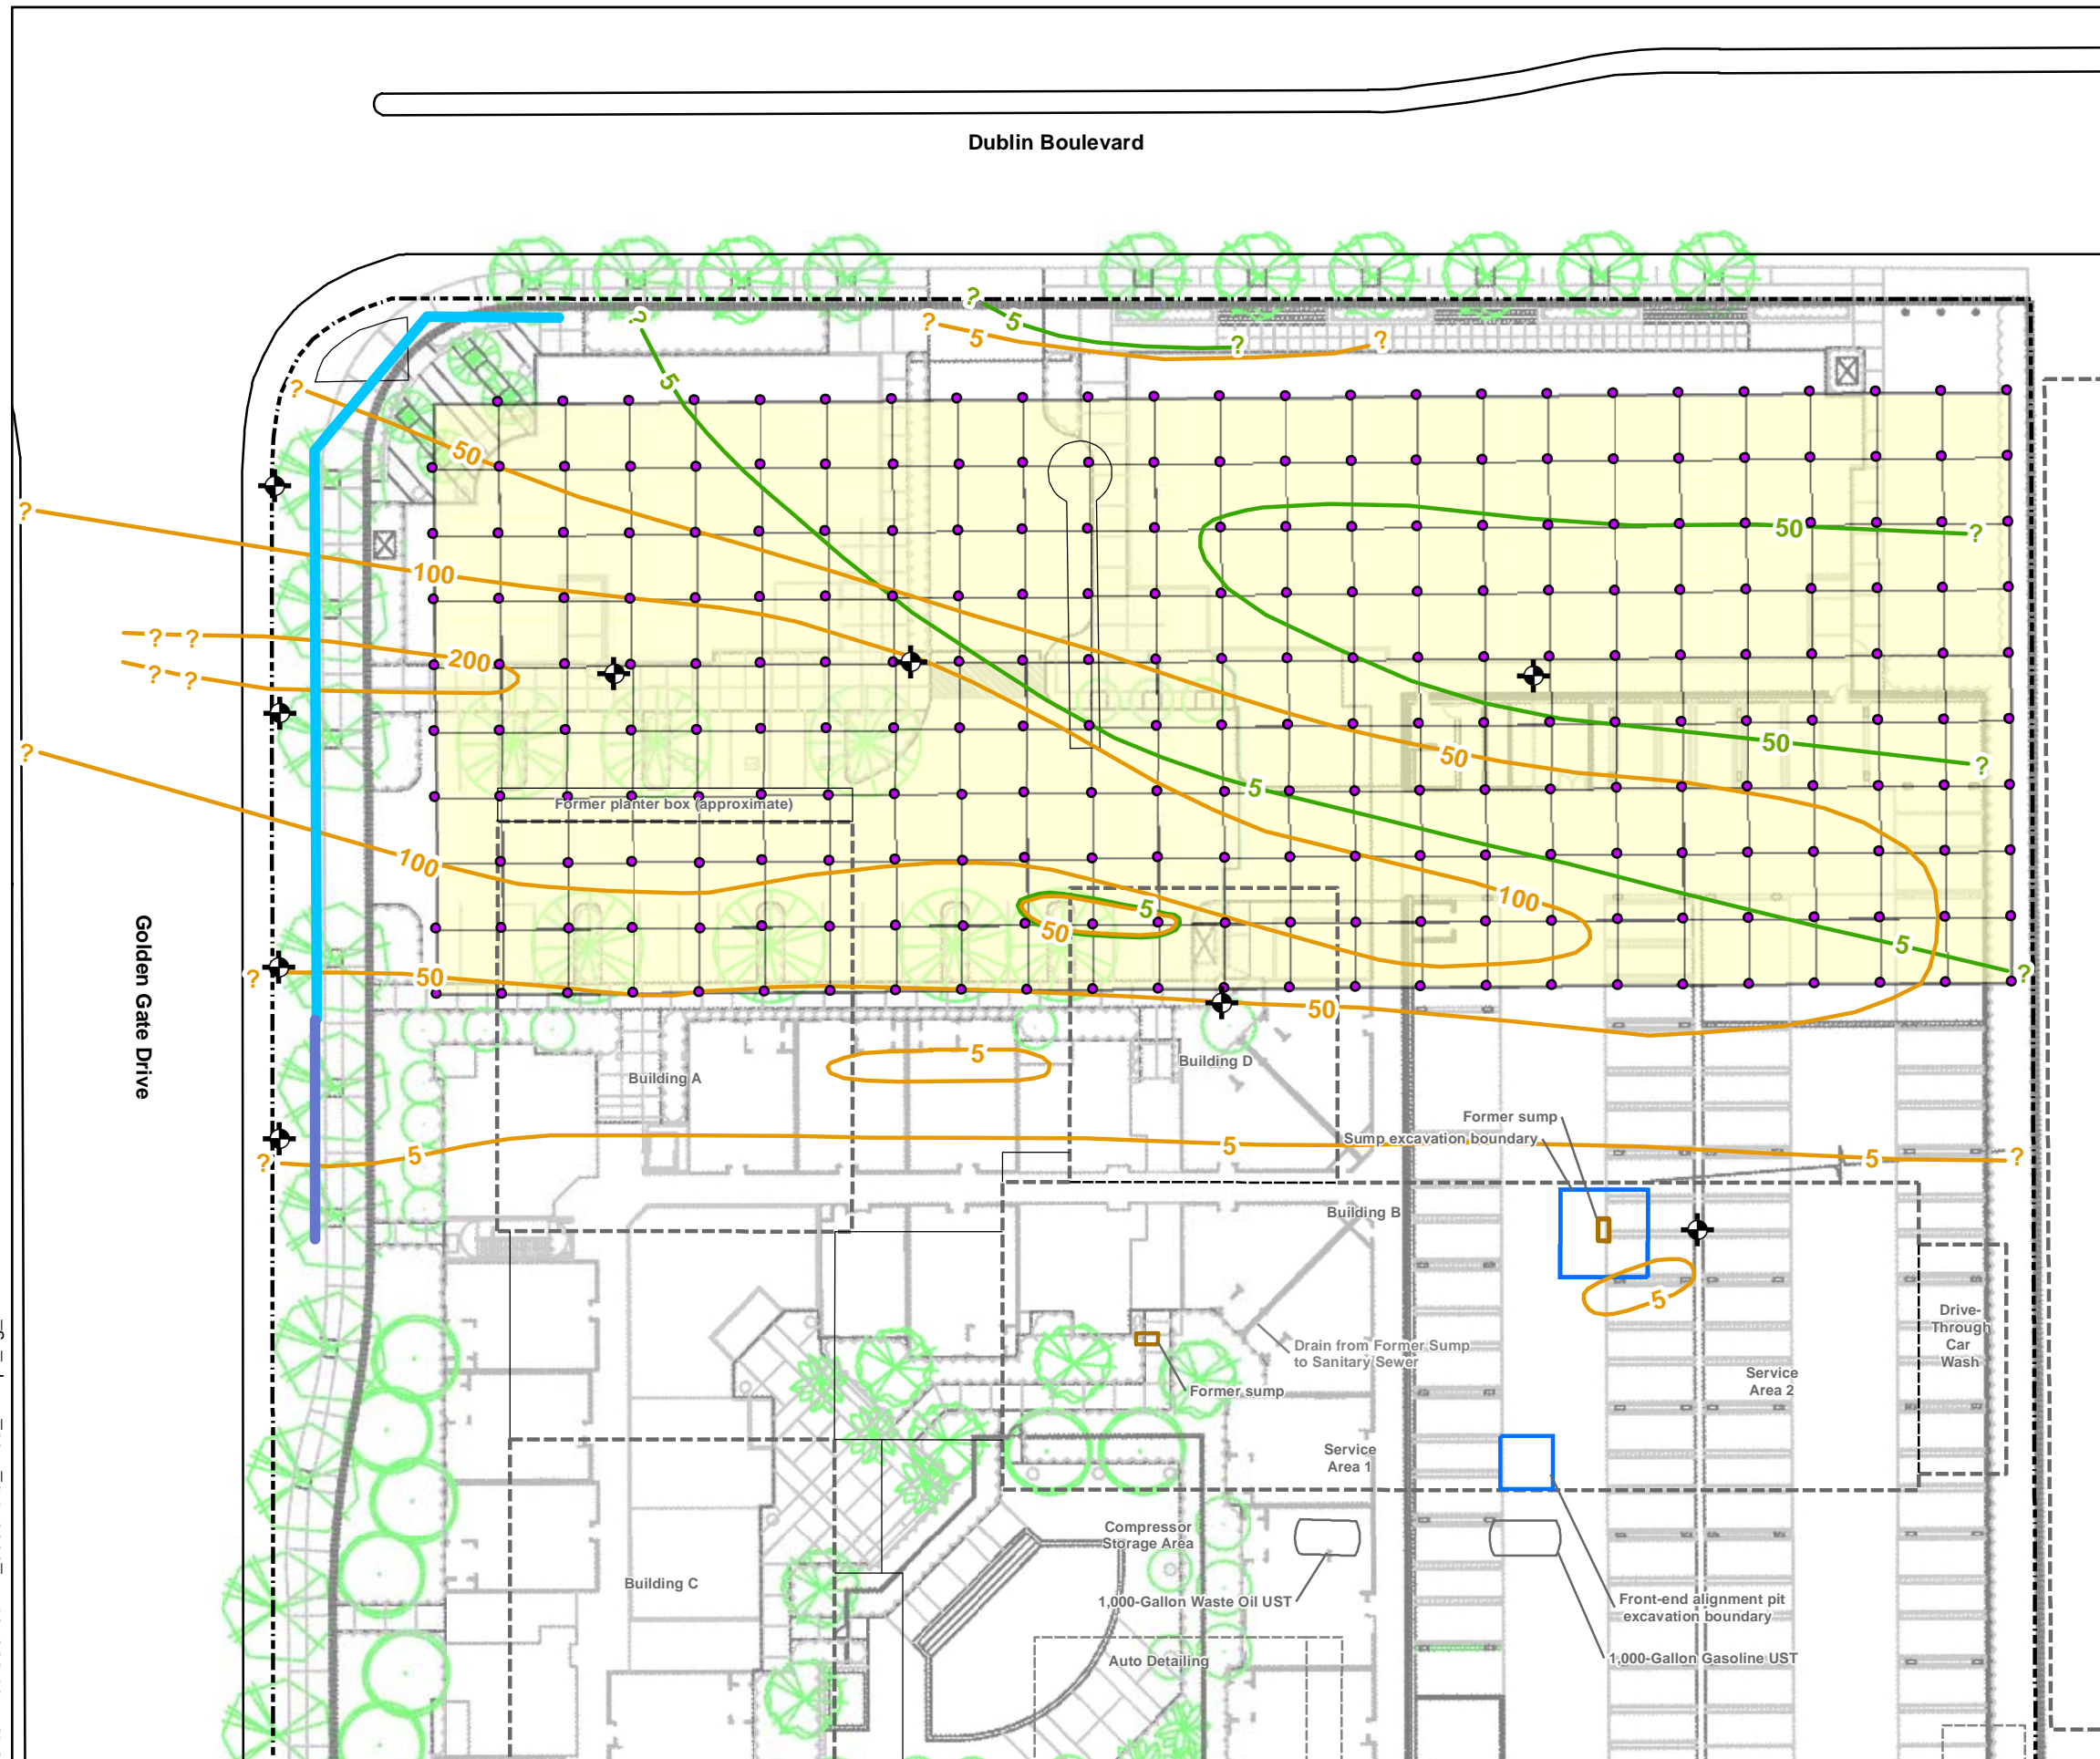 Dublin Boulevard
?
?
5
?
5
?
?
5
?
50
?
50
?
100
? ?
200
? ?
50
50
?
?
5
Former planter box (approximate)
100
100
5
50
5
?
?
50
50
Golden Gate Drive
5
Building A
Building D
Former sump
Sump excavation boundary
?
5
5
5
?
Building B
5
Drive-
Through
Car
Wash
Drain from Former Sump
to Sanitary Sewer
Former sump
Service
Area 2
Service
Area 1
Compressor
Storage Area
Building C
1,000-Gallon Waste Oil UST
Front-end alignment pit
excavation boundary
1,000-Gallon Gasoline UST
Auto Detailing